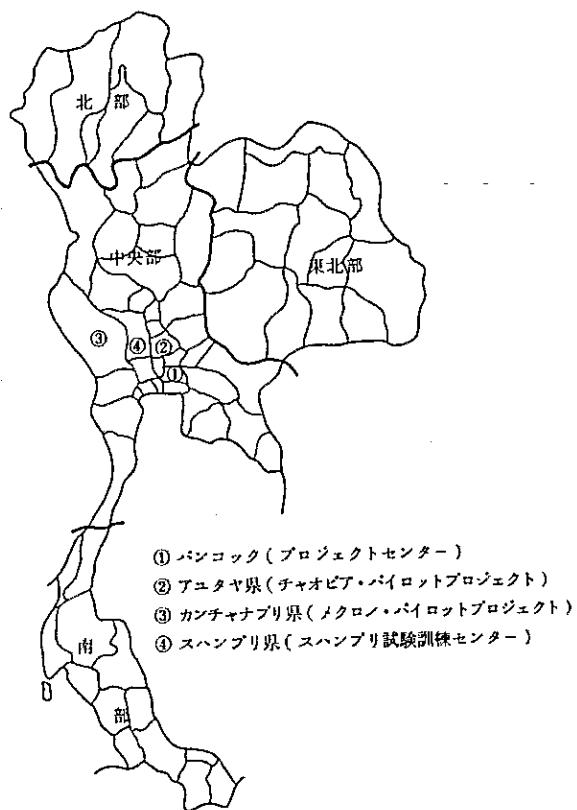 北部
中央部
東北部
③
④
②
①
① バンコック(プロジェクトセンター)
② アユタヤ県(チャオピア・パイロットプロジェクト)
③ カンチャナブリ県(メクロン・パイロットプロジェクト)
④ スハンブリ県(スハンブリ試験訓練センター)
南
部